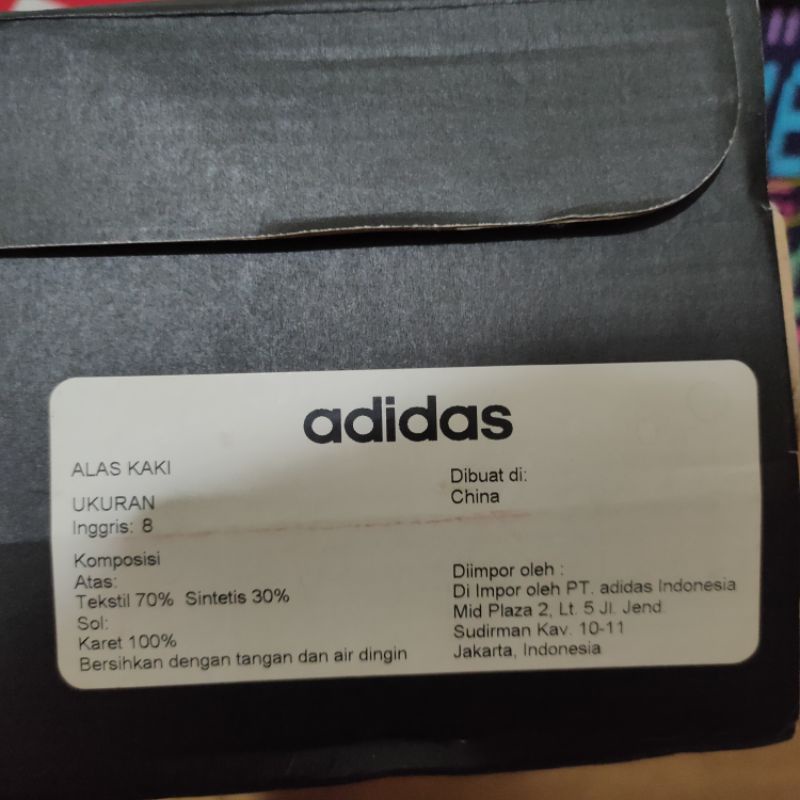 adidas
ALAS KAKI
UKURAN
Inggris: 8
Komposisi
Atas:
Tekstil 70% Sintetis 30%
Sol:
Karet 100%
Bersihkan dengan tangan dan air dingin
Dibuat di:
China
Diimpor oleh :
Di Impor oleh PT. adidas Indonesia
Mid Plaza 2, Lt. 5 Jl. Jend.
Sudirman Kav. 10-11
Jakarta, Indonesia